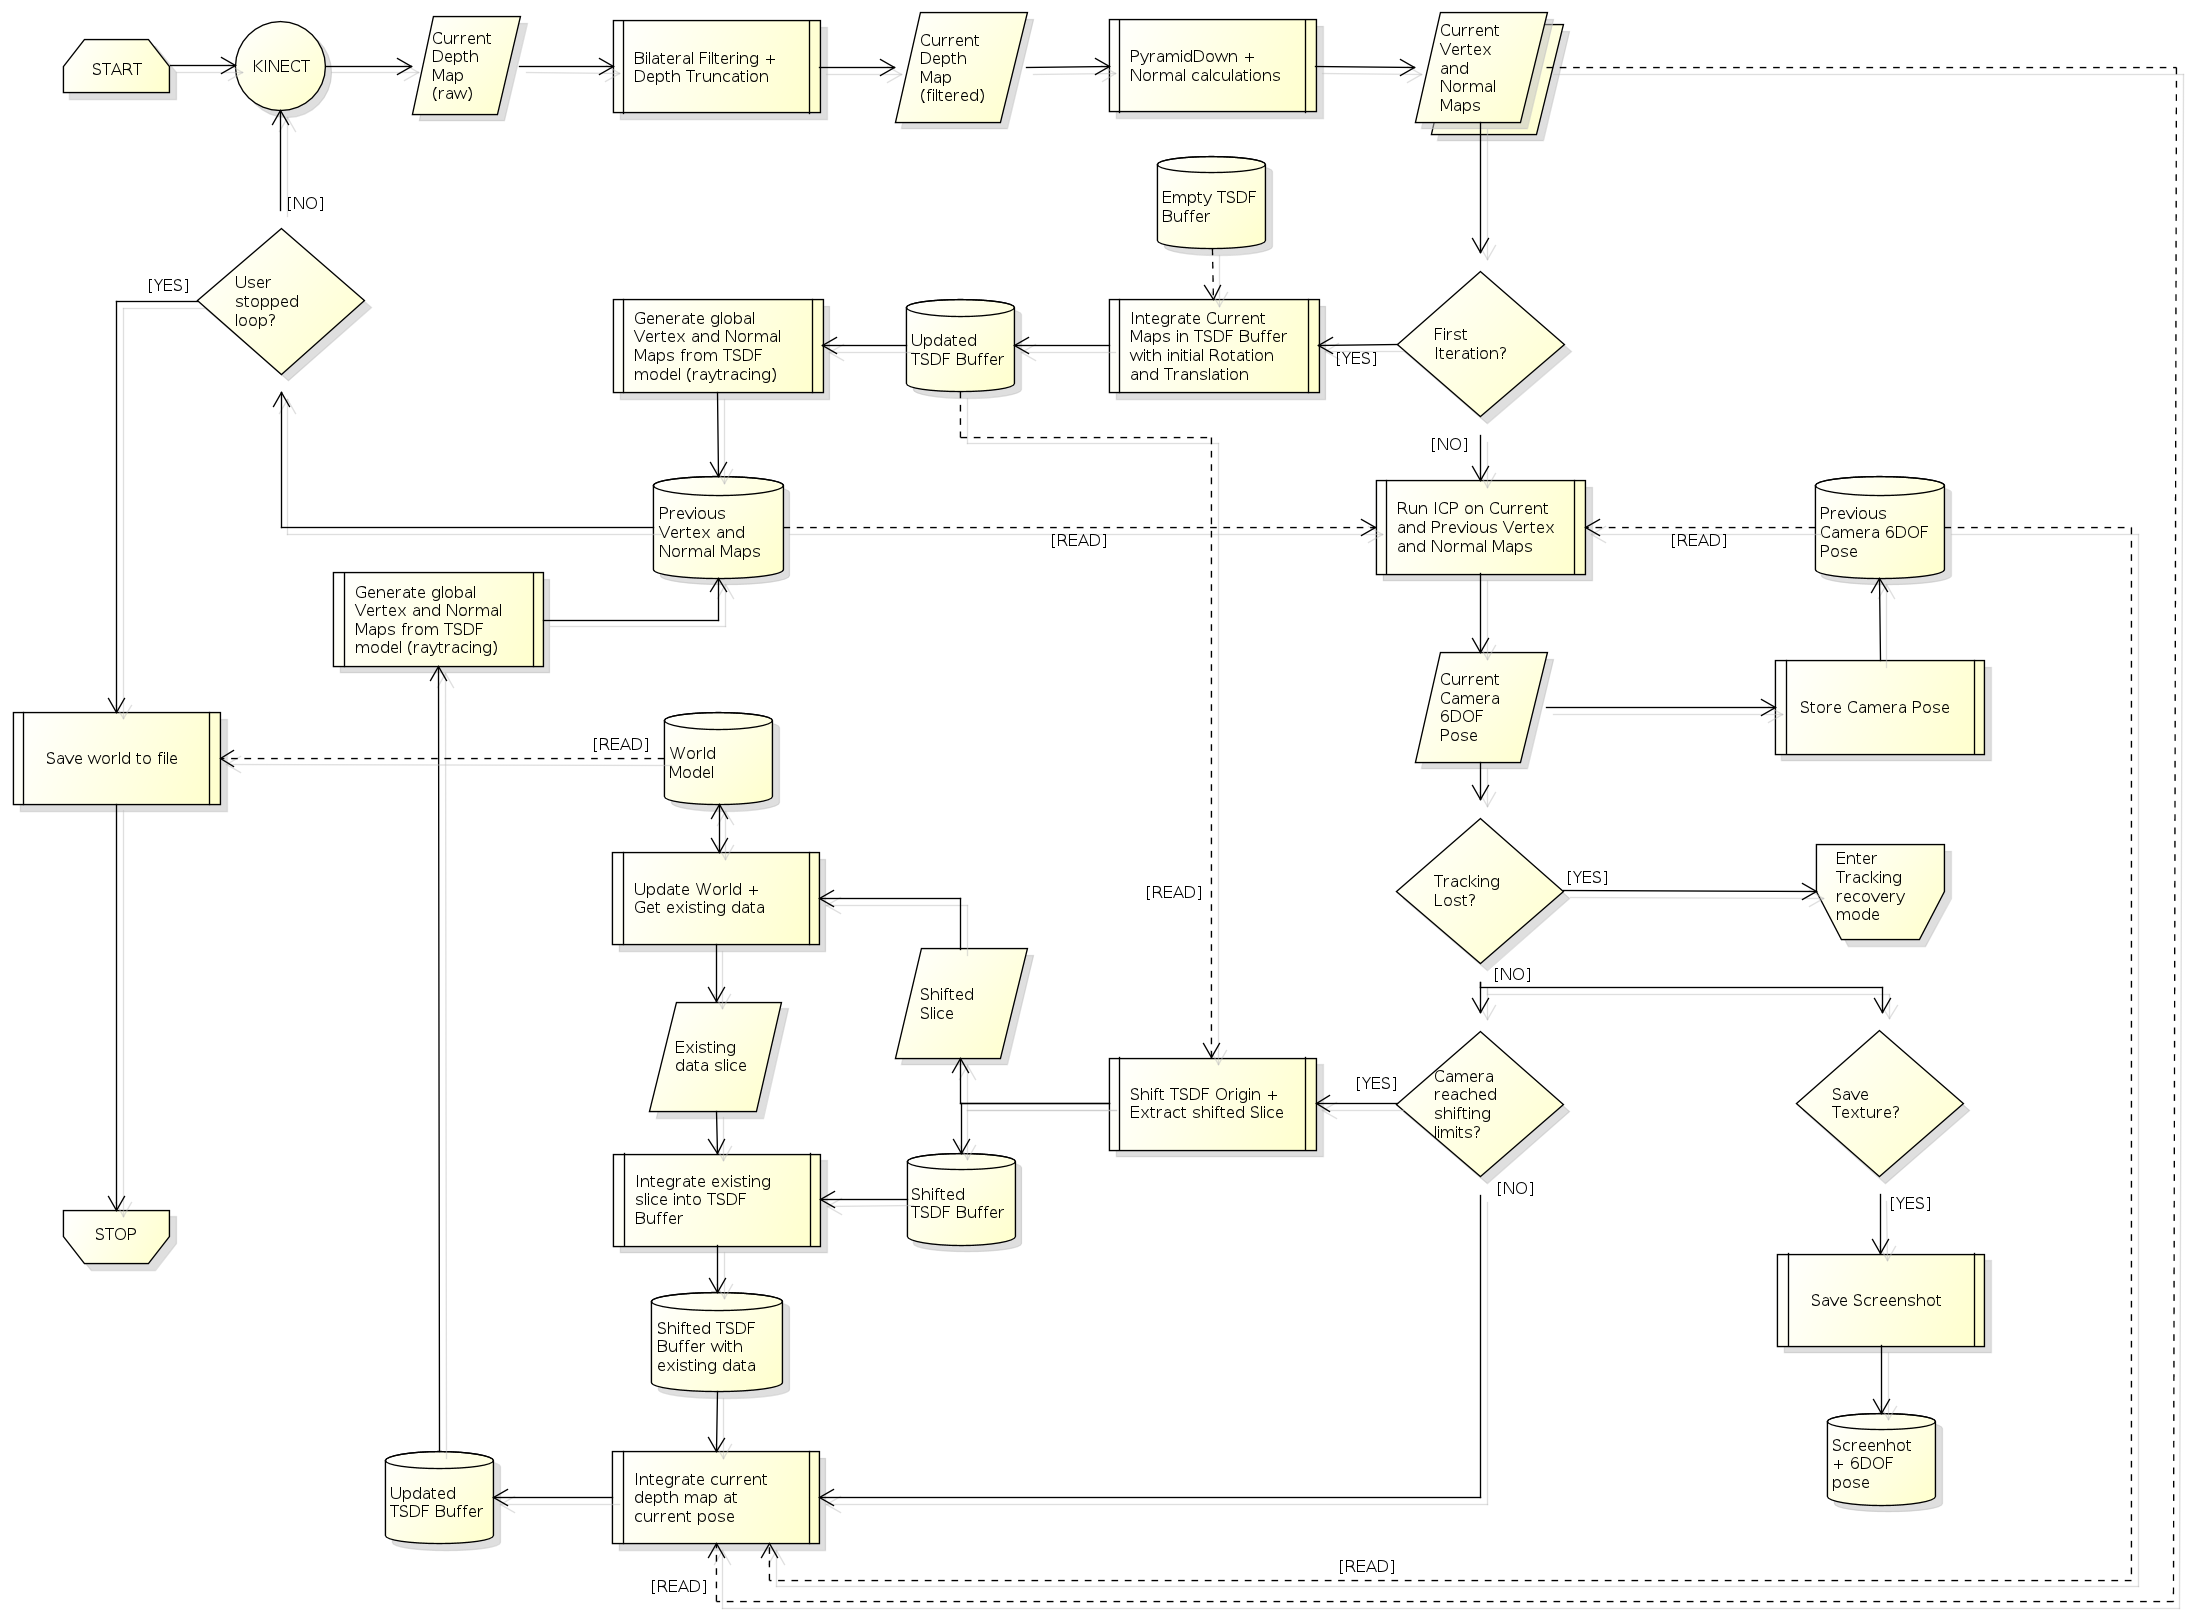 START
KINECT
Current
Depth
Map
(raw)
Bilateral Filtering +
Depth Truncation
Current
Depth
Map
(filtered)
PyramidDown +
Normal calculations
Current
Vertex
and
Normal
Maps
[NO]
Empty TSDF
Buffer
User
stopped
loop?
[YES]
Generate global
Vertex and Normal
Maps from TSDF
model (raytracing)
Updated
TSDF Buffer
Integrate Current
Maps in TSDF Buffer
with initial Rotation
and Translation
[YES]
First
Iteration?
[NO]
Previous
Vertex and
Normal Maps
[READ]
Run ICP on Current
and Previous Vertex
and Normal Maps
[READ]
Previous
Camera 6DOF
Pose
Generate global
Vertex and Normal
Maps from TSDF
model (raytracing)
Current
Camera
6DOF
Pose
Store Camera Pose
Save world to file
[READ]
World
Model
Update World +
Get existing data
[READ]
Tracking
Lost?
[YES]
Enter
Tracking
recovery
mode
[NO]
Shifted
Slice
Existing
data slice
Shift TSDF Origin +
Extract shifted Slice
[YES]
Camera
reached
shifting
limits?
Save
Texture?
[NO]
[YES]
STOP
Integrate existing
slice into TSDF
Buffer
Shifted
TSDF Buffer
Save Screenshot
Shifted TSDF
Buffer with
existing data
Screenhot
+ 6DOF
pose
Updated
TSDF Buffer
Integrate current
depth map at
current pose
[READ]
[READ]